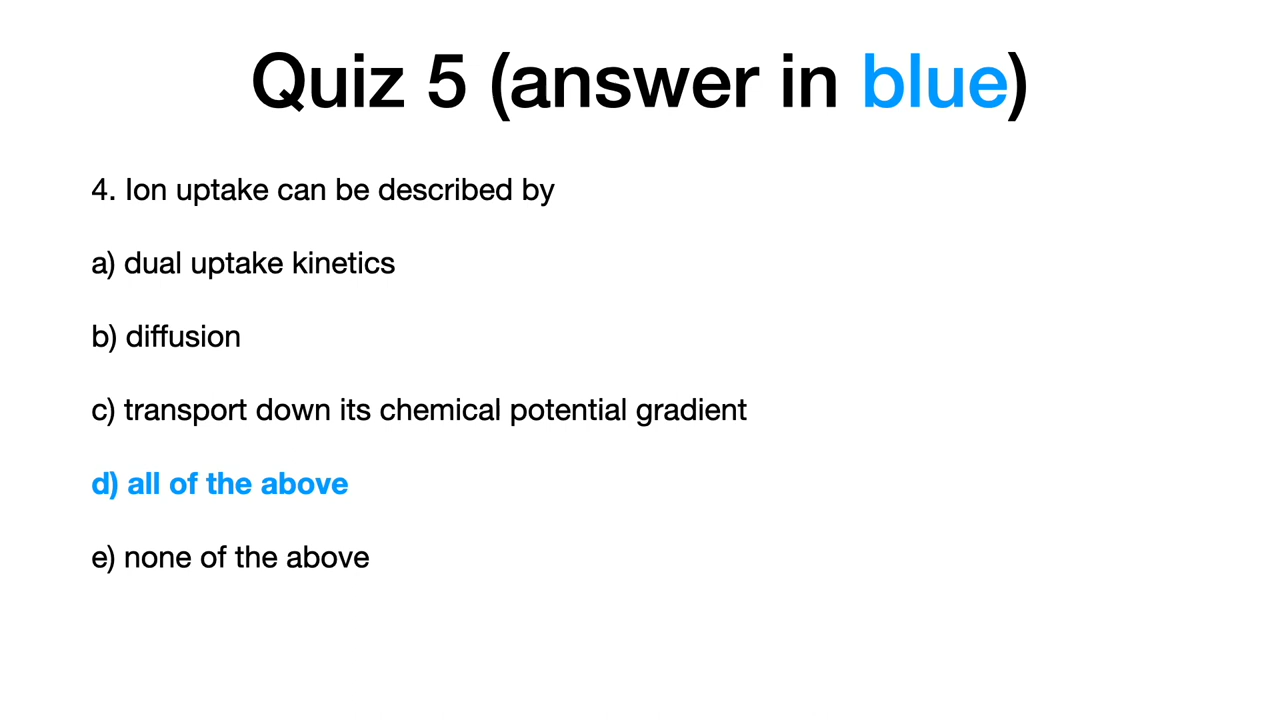 Quiz 5 (answer in blue)
4. Ion uptake can be described by
a) dual uptake kinetics
b) diffusion
c) transport down its chemical potential gradient
d) all of the above
e) none of the above